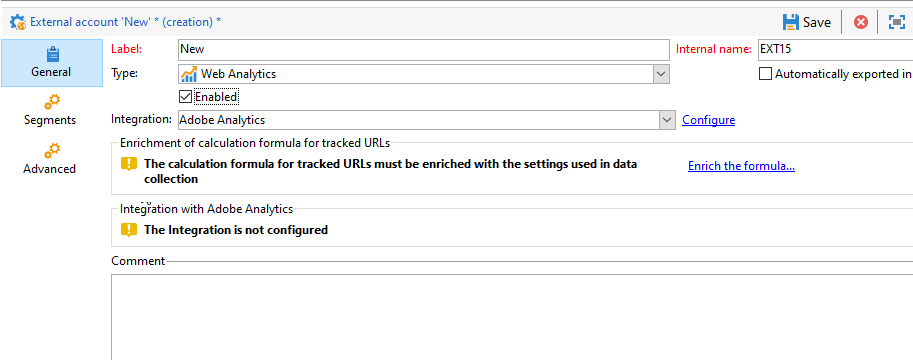 External account 'New' * (creation) *
Save
General
Segments
Advanced
Label:
New
Internal name:
EXT15
Type:
Web Analytics
Automatically exported in
Enabled
Integration:
Adobe Analytics
Configure
Enrichment of calculation formula for tracked URLs
The calculation formula for tracked URLs must be enriched with the settings used in data
collection
Enrich the formula...
Integration with Adobe Analytics
The Integration is not configured
Comment